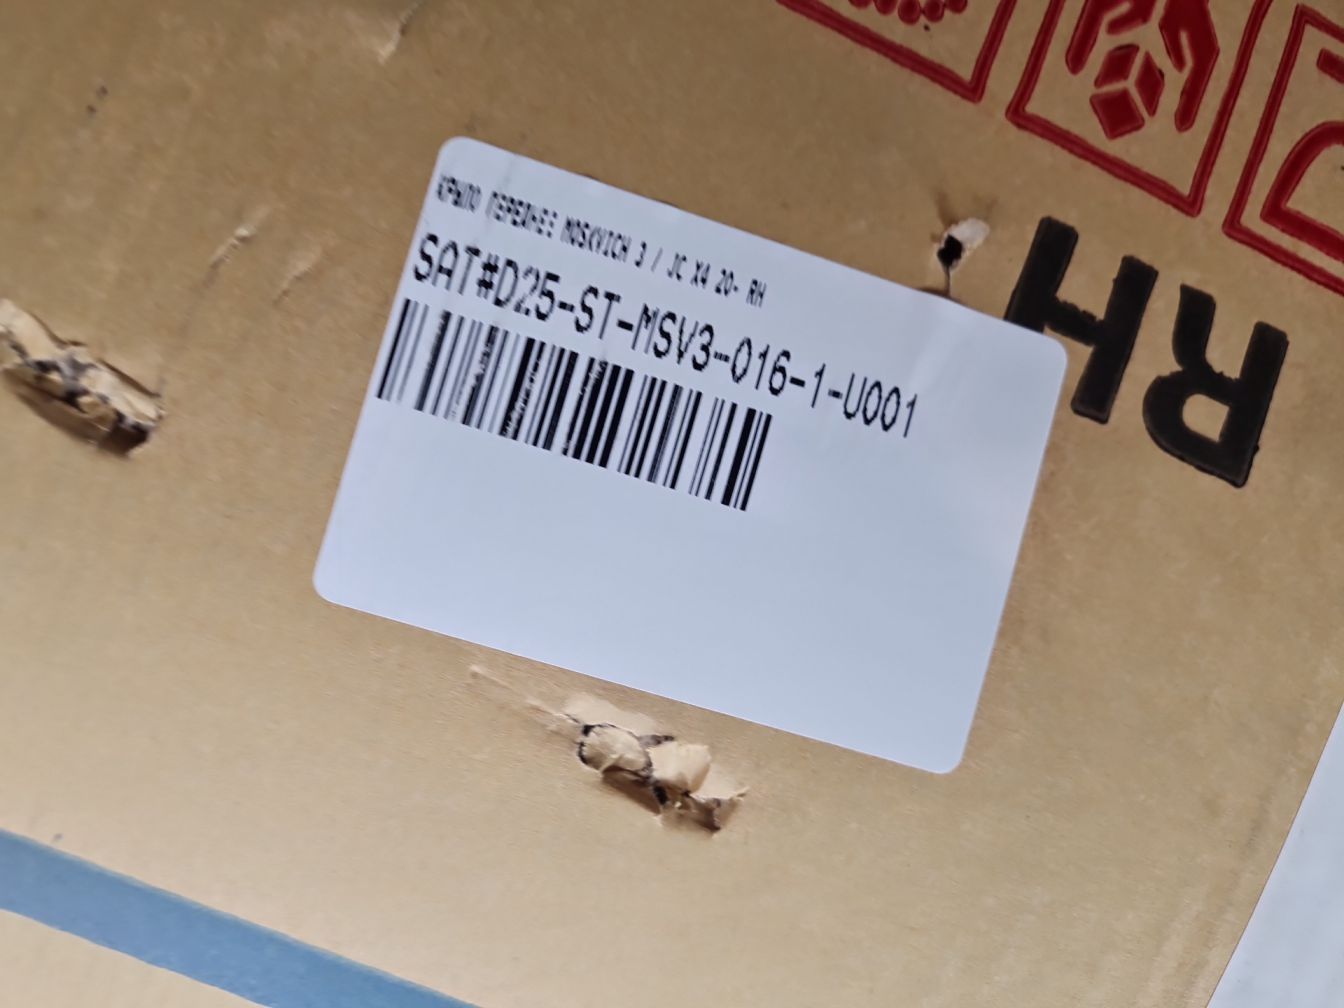 КРЫЛО ПЕРЕДНЕЕ MOSKVICH 3 / JC X4 20- RH
SAT#D25-ST-MSV3-016-1-U001
RH